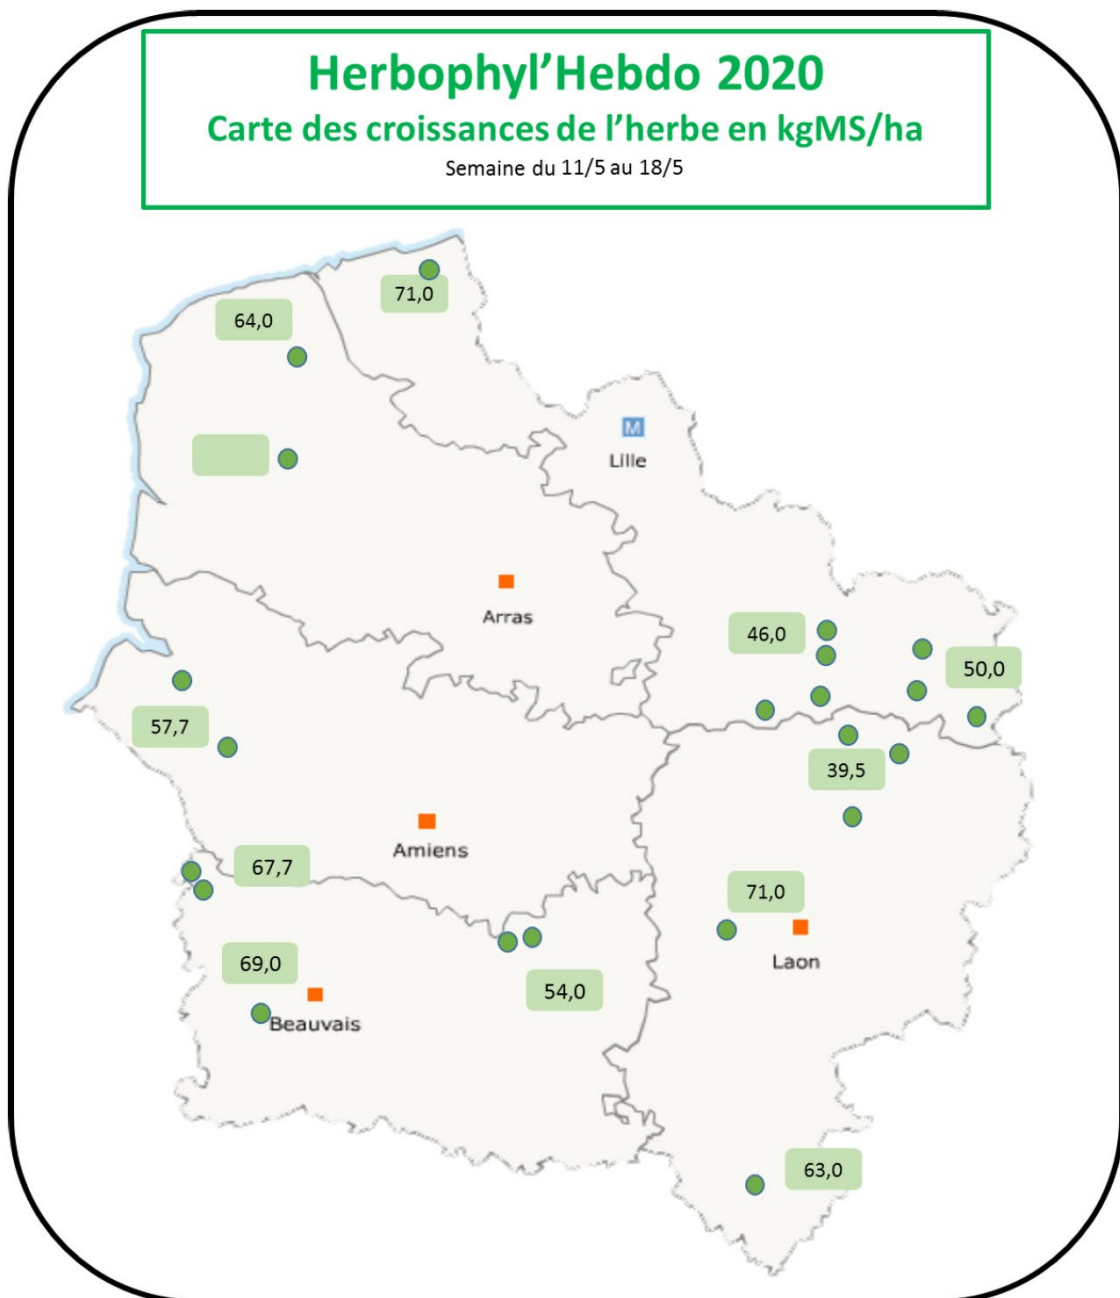 Herbophyl’Hebdo 2020
Carte des croissances de l’herbe en kgMS/ha
Semaine du 11/5 au 18/5
71,0
64,0
M
Lille
Arras
46,0
50,0
57,7
39,5
Amiens
67,7
71,0
Laon
69,0
54,0
Beauvais
63,0